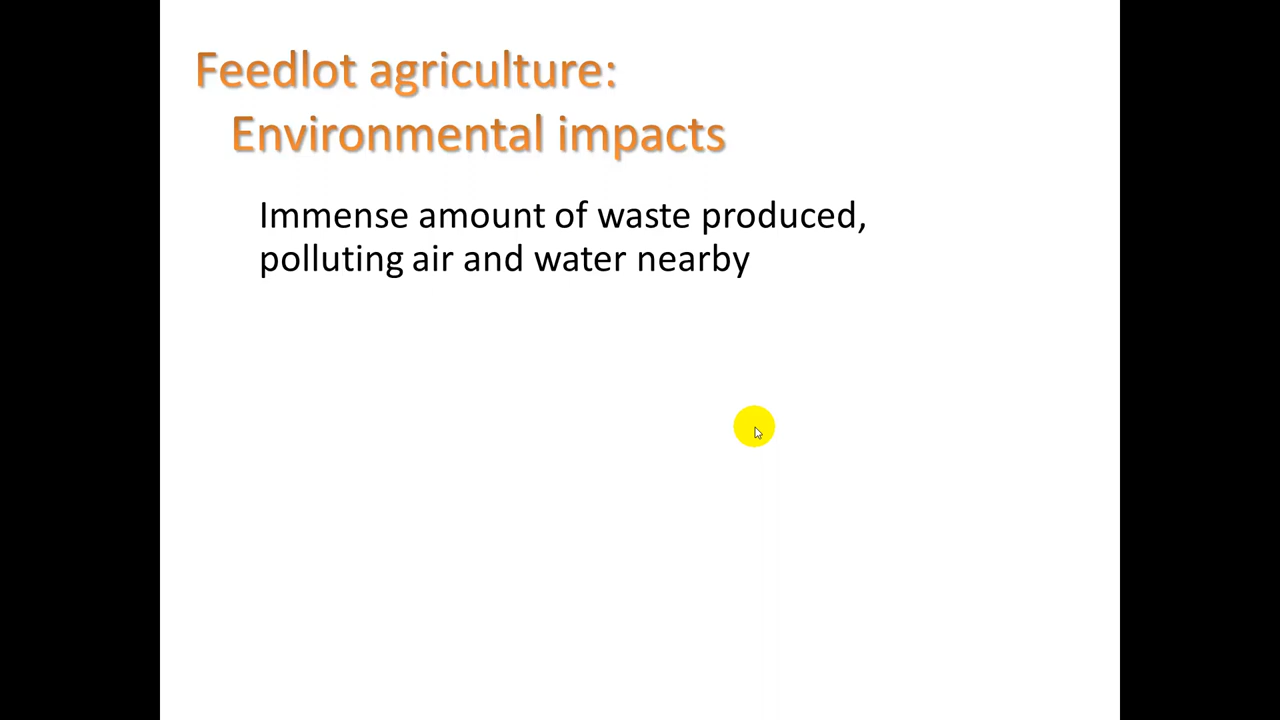 Feedlot agriculture:
Environmental impacts
Immense amount of waste produced,
polluting air and water nearby